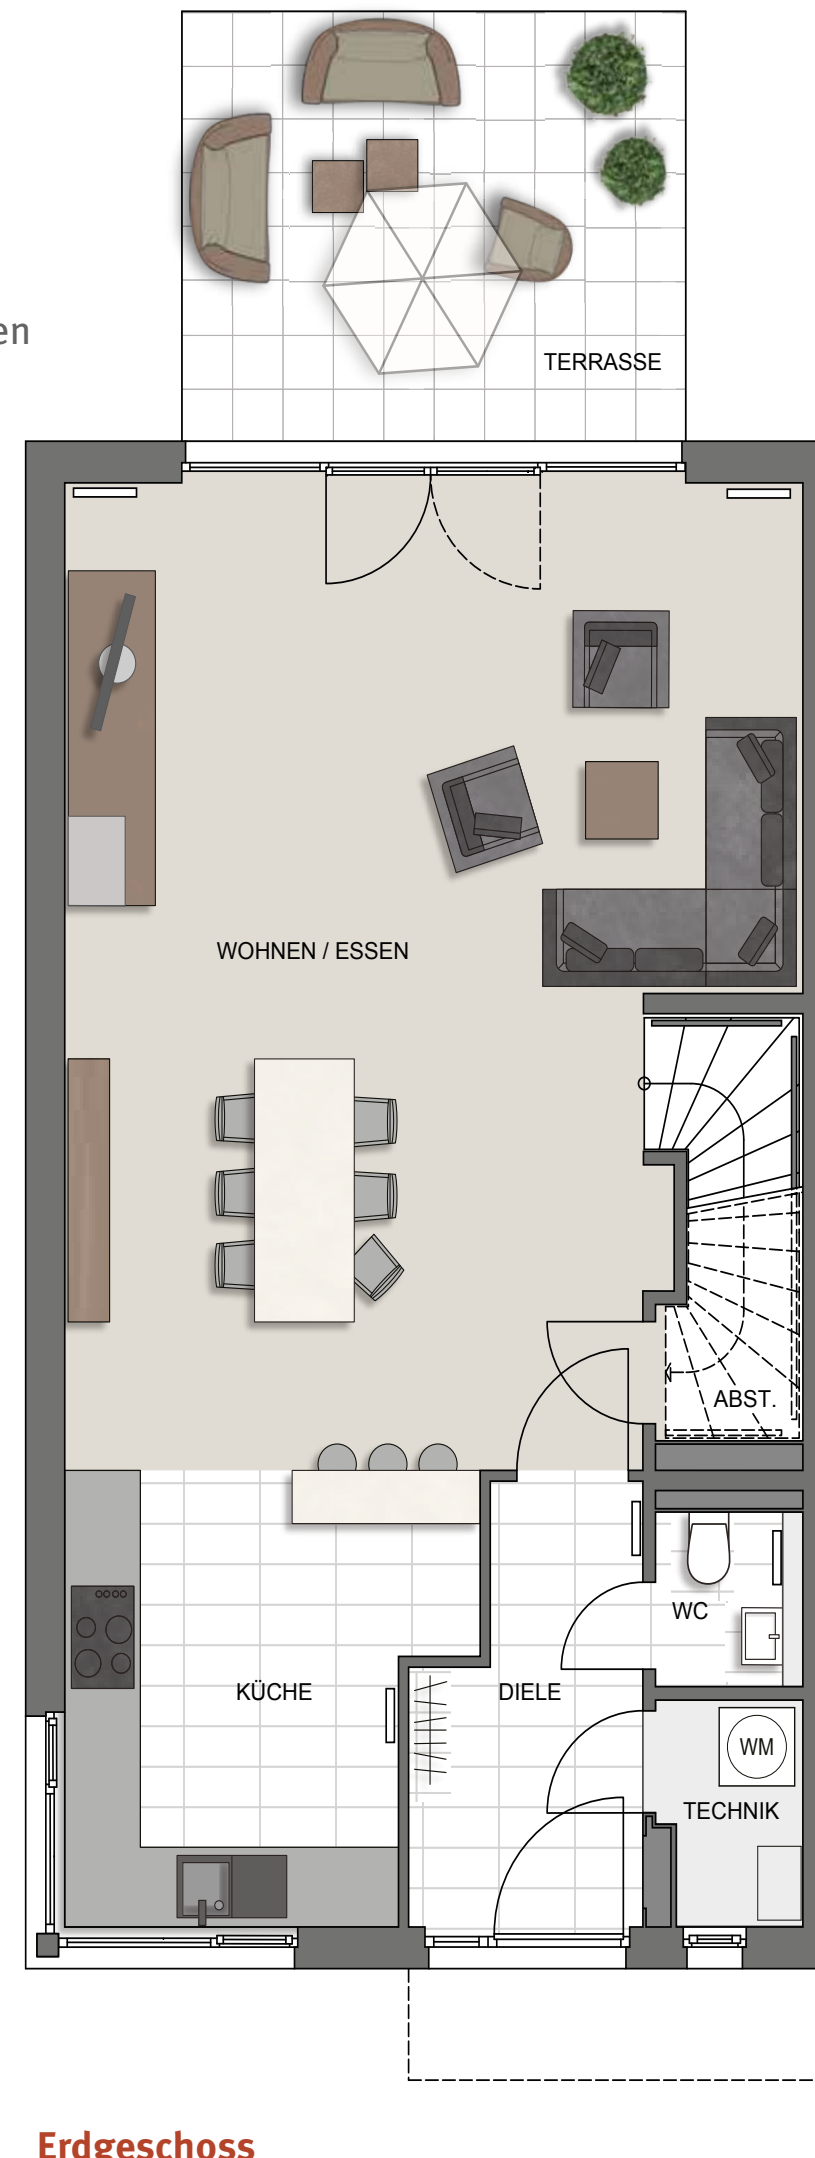 en
TERRASSE
WOHNEN / ESSEN
ABST.
WC
KÜCHE
DIELE
WM
TECHNIK
Erdgeschoss